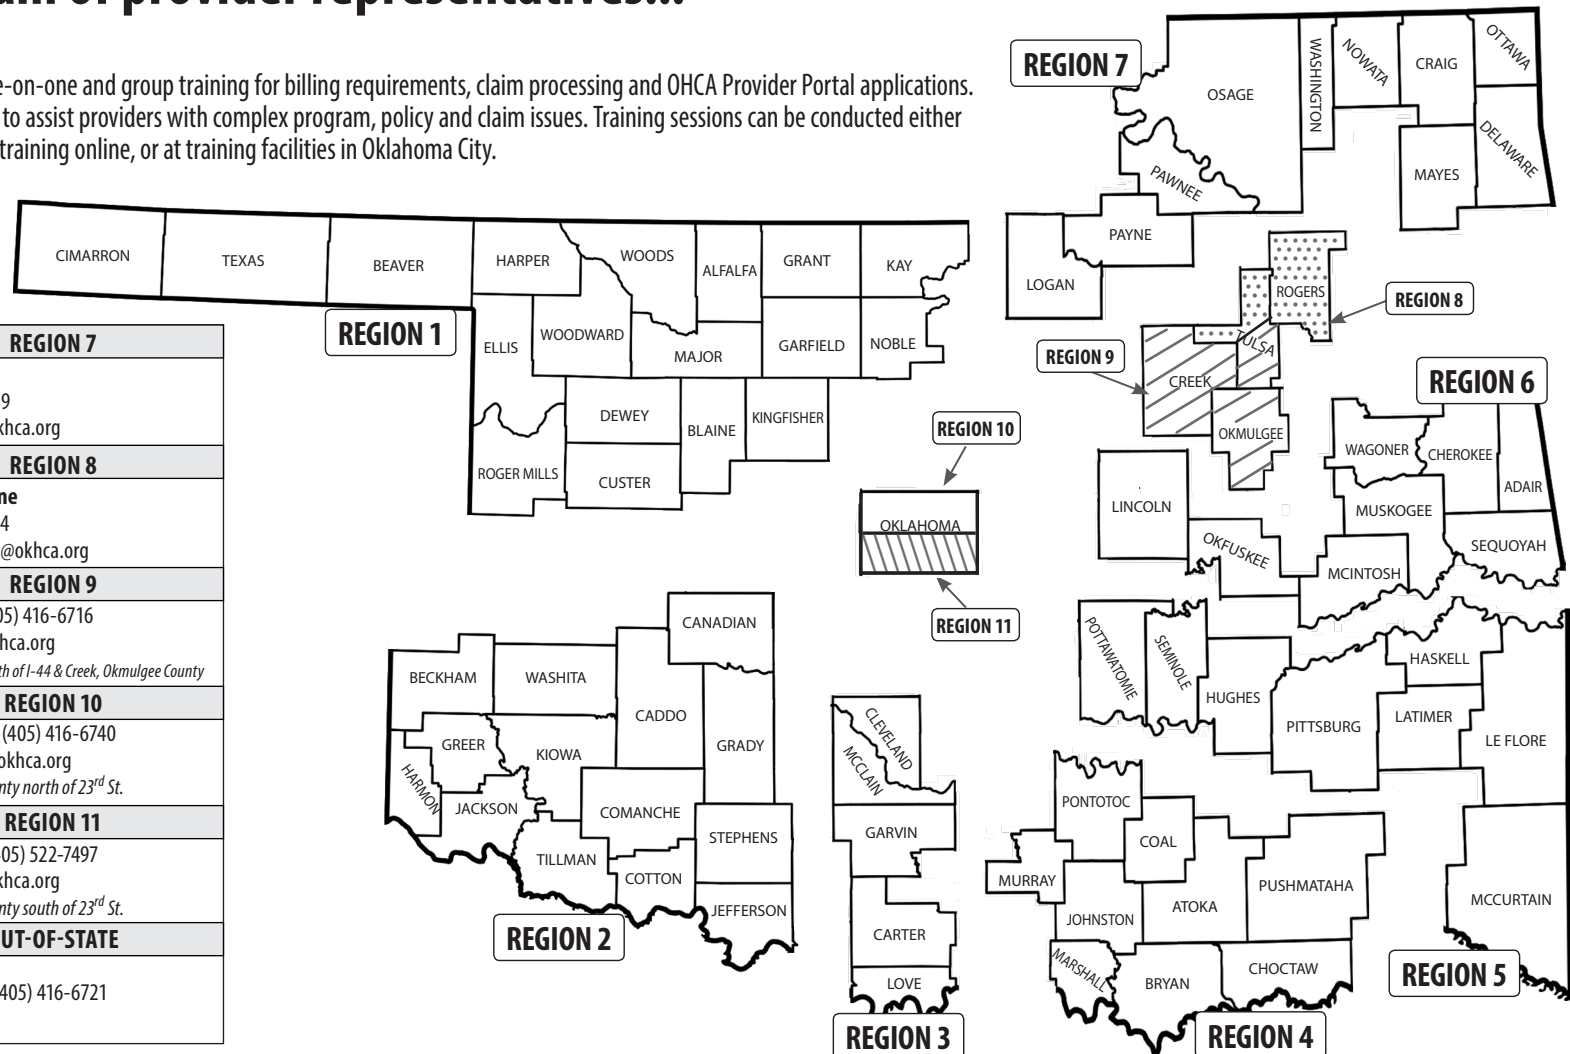 of provider representatives...
e-on-one and group training for billing requirements, claim processing and OHCA Provider Portal applications.
to assist providers with complex program, policy and claim issues. Training sessions can be conducted either
training online, or at training facilities in Oklahoma City.
REGION 7
9
khca.org
REGION 8
ne
4
@okhca.org
REGION 9
05) 416-6716
hca.org
th of I-44 & Creek, Okmulgee County
REGION 10
(405) 416-6740
okhca.org
nty north of 23rd St.
REGION 11
05) 522-7497
khca.org
nty south of 23rd St.
UT-OF-STATE
405) 416-6721
CIMARRON
TEXAS
BEAVER
HARPER
WOODS
ALFALFA
GRANT
KAY
REGION 1
ELLIS
WOODWARD
MAJOR
GARFIELD
NOBLE
DEWEY
BLAINE
KINGFISHER
ROGER MILLS
CUSTER
REGION 10
OKLAHOMA
REGION 11
CANADIAN
BECKHAM
WASHITA
CADDO
GREER
KIOWA
GRADY
HARMON
JACKSON
COMANCHE
STEPHENS
TILLMAN
COTTON
JEFFERSON
REGION 2
CLEVELAND
MCCLAIN
GARVIN
CARTER
LOVE
REGION 3
REGION 7
OSAGE
WASHINGTON
NOWATA
CRAIG
OTTAWA
DELAWARE
MAYES
PAWNEE
PAYNE
LOGAN
ROGERS
REGION 8
TULSA
REGION 9
CREEK
OKMULGEE
REGION 6
WAGONER
CHEROKEE
ADAIR
LINCOLN
MUSKOGEE
OKFUSKEE
MCINTOSH
SEQUOYAH
POTTAWATOMIE
SEMINOLE
HUGHES
PITTSBURG
HASKELL
LATIMER
LE FLORE
PONTOTOC
COAL
MURRAY
JOHNSTON
ATOKA
PUSHMATAHA
MCCURTAIN
MARSHALL
BRYAN
CHOCTAW
REGION 5
REGION 4